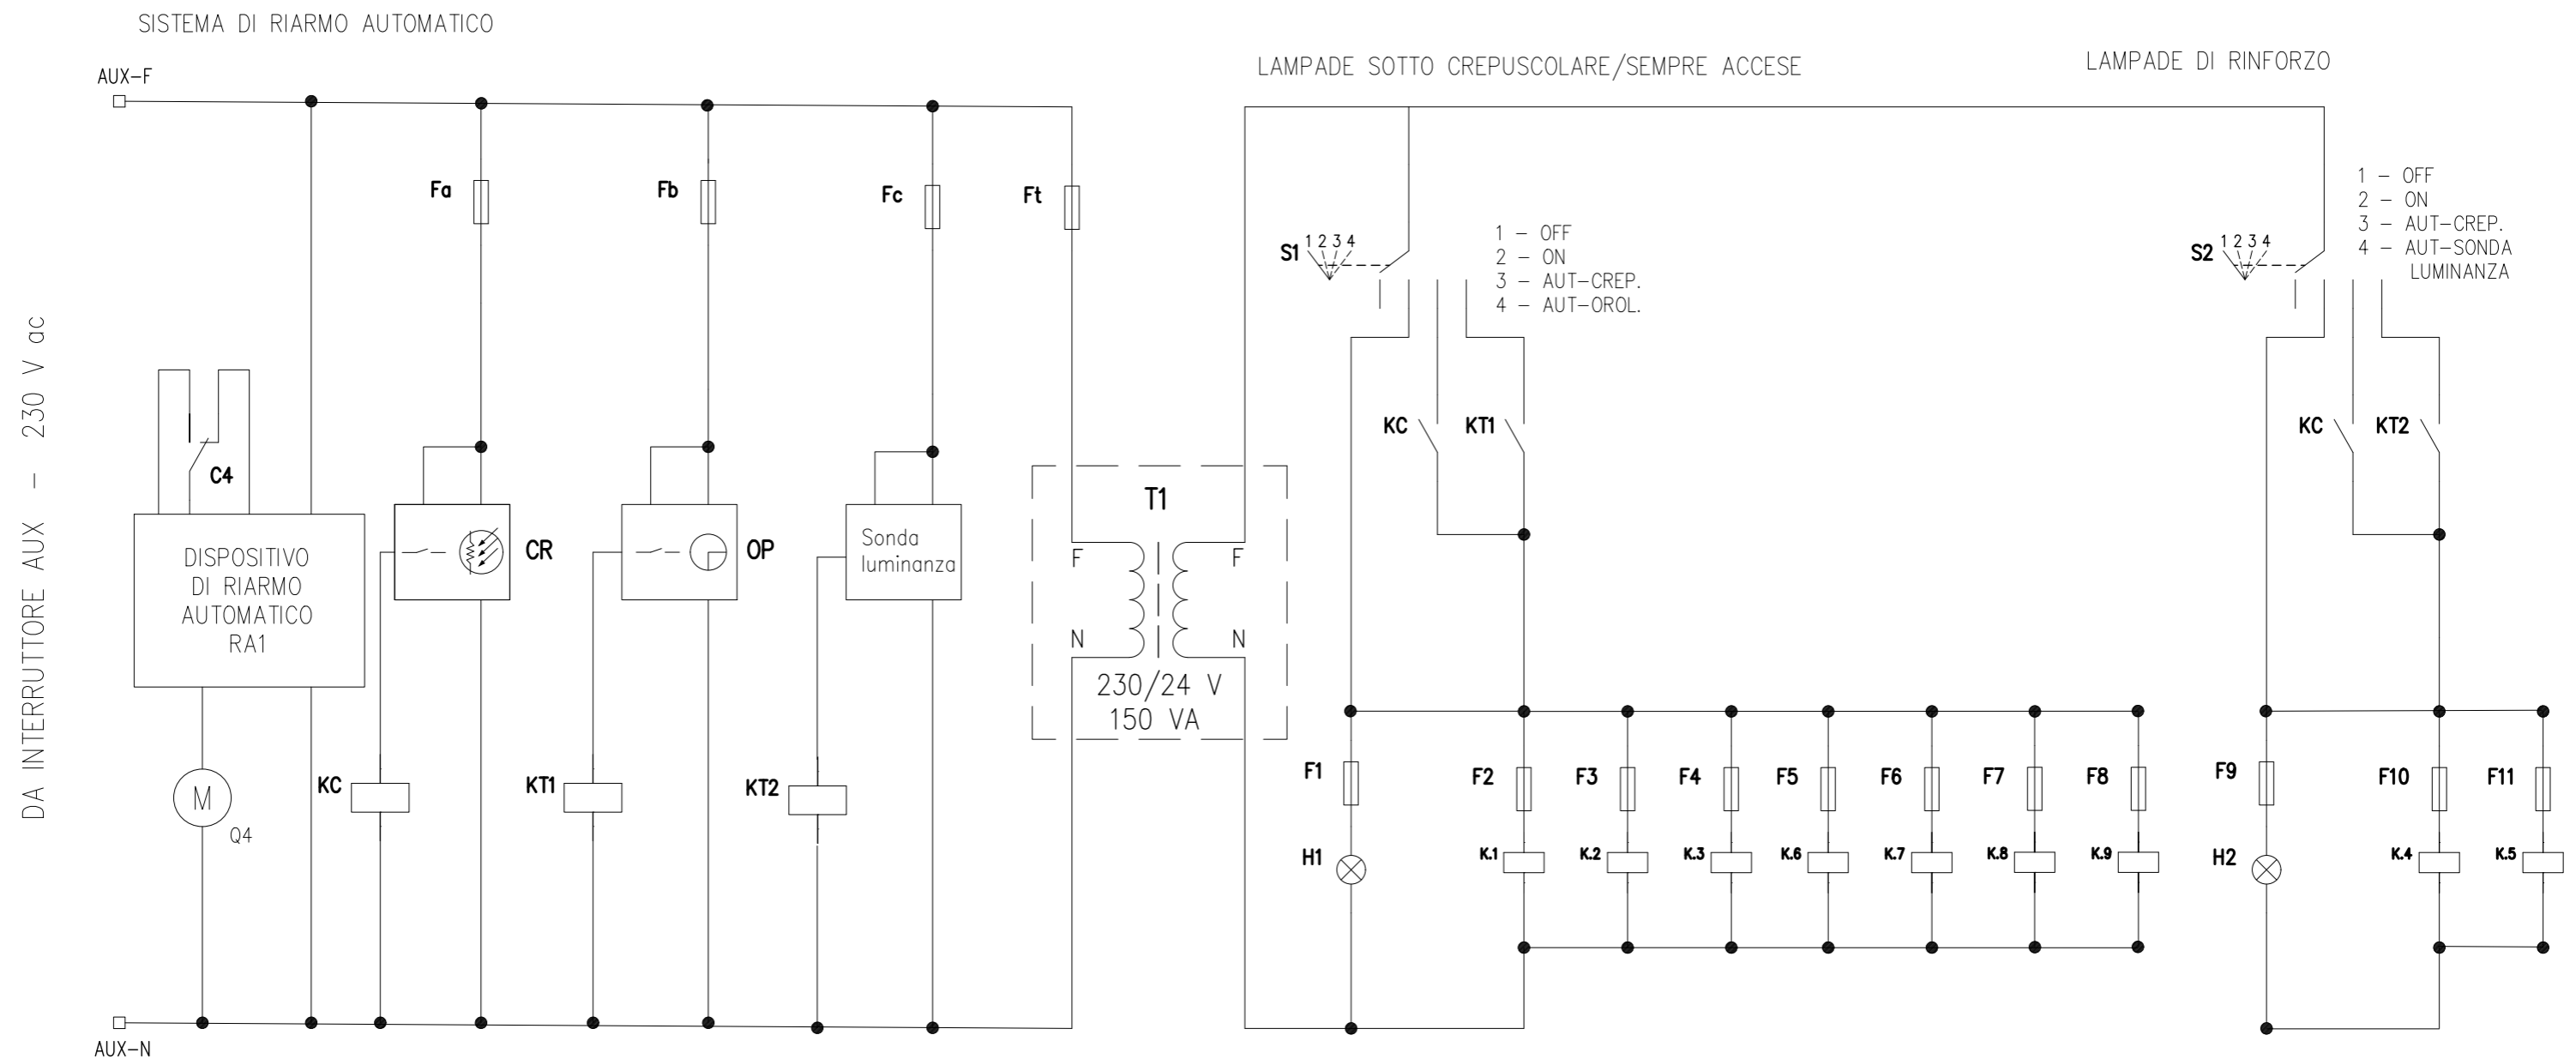 SISTEMA DI RIARMO AUTOMATICO
LAMPADE SOTTO CREPUSCOLARE/SEMPRE ACCESE
LAMPADE DI RINFORZO
AUX-F
DA INTERRUTTORE AUX - 230 V ac
Fa
Fb
Fc
Ft
S1
1 2 3 4
1 - OFF
2 - ON
3 - AUT-CREP.
4 - AUT-OROL.
S2
1 2 3 4
1 - OFF
2 - ON
3 - AUT-CREP.
4 - AUT-SONDA
LUMINANZA
C4
KC
KT1
KC
KT2
DISPOSITIVO
DI RIARMO
AUTOMATICO
RA1
CR
OP
Sonda
luminanza
T1
F
F
N
N
230/24 V
150 VA
M
Q4
KC
KT1
KT2
F1
F2
F3
F4
F5
F6
F7
F8
F9
F10
F11
H1
K.1
K.2
K.3
K.6
K.7
K.8
K.9
H2
K.4
K.5
AUX-N